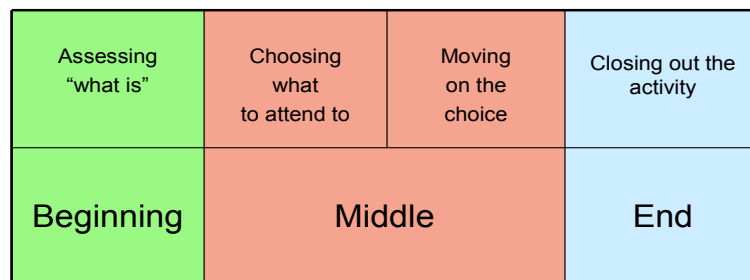 Assessing
“what is”
Choosing
what
to attend to
Moving
on the
choice
Closing out the
activity
Beginning
Middle
End